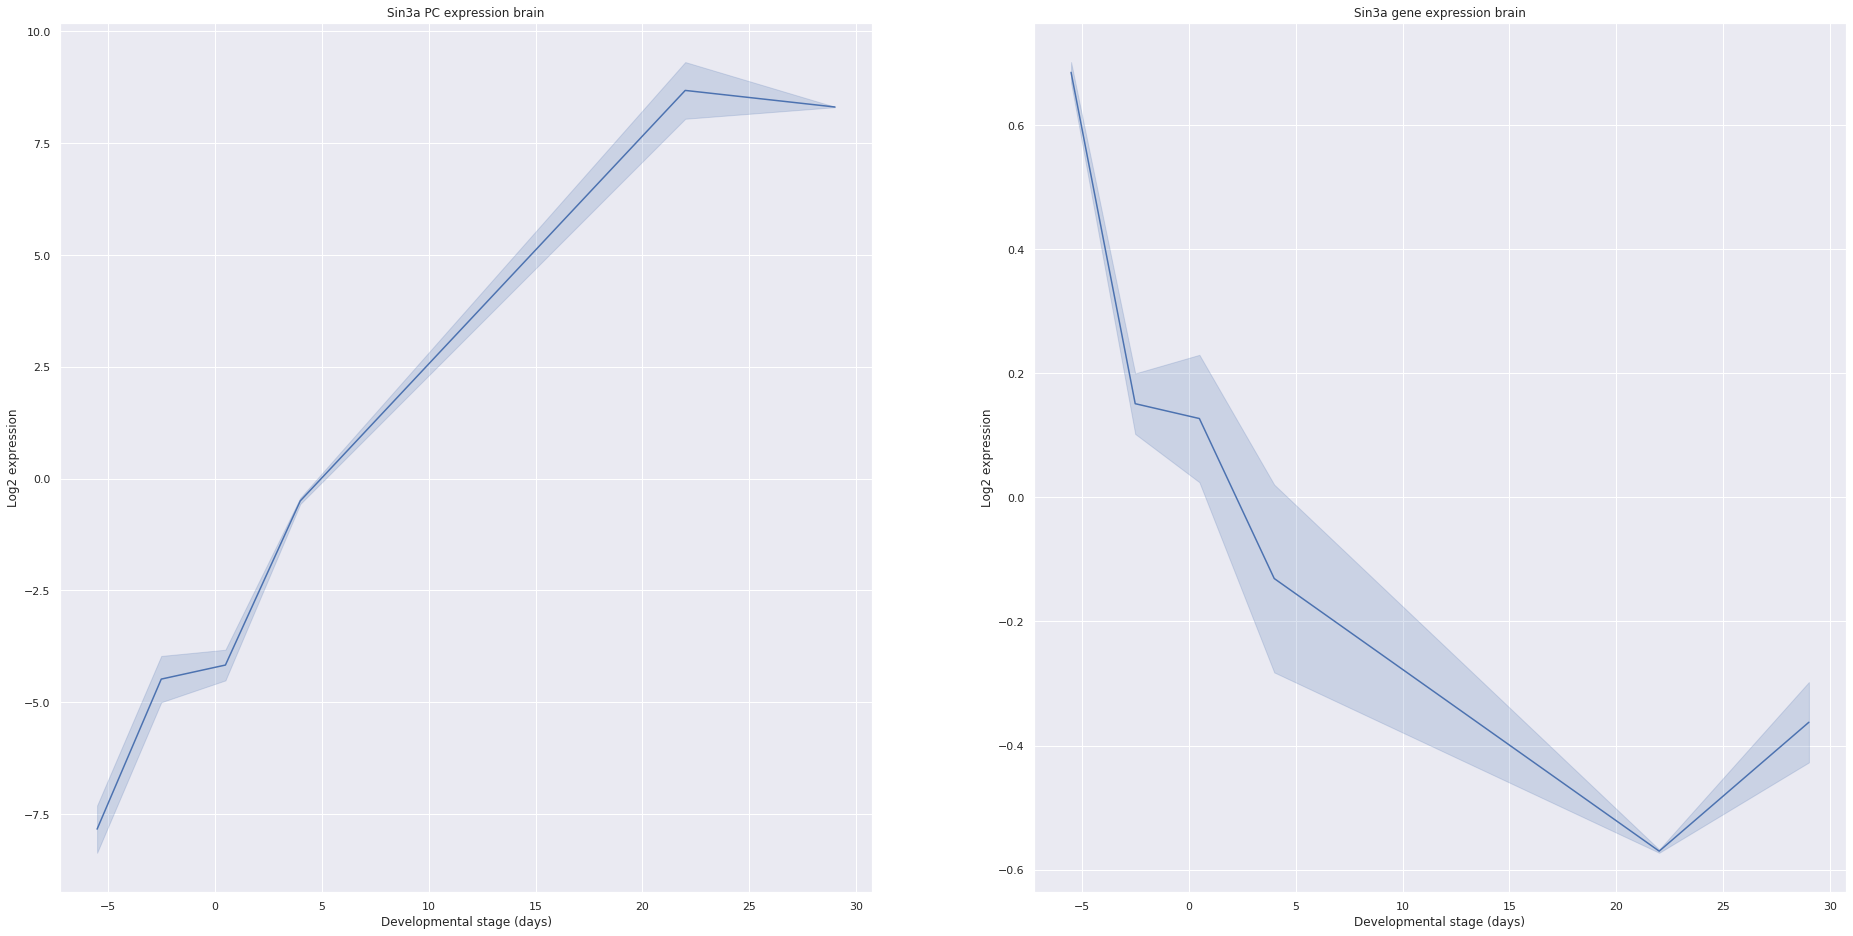 Sin3a PC expression brain
Log2 expression
10.0
7.5
5.0
2.5
0.0
−2.5
−5.0
−7.5
−5 0 5 10 15 20 25 30
Developmental stage (days)
Sin3a gene expression brain
Log2 expression
0.6
0.4
0.2
0.0
−0.2
−0.4
−0.6
−5 0 5 10 15 20 25 30
Developmental stage (days)